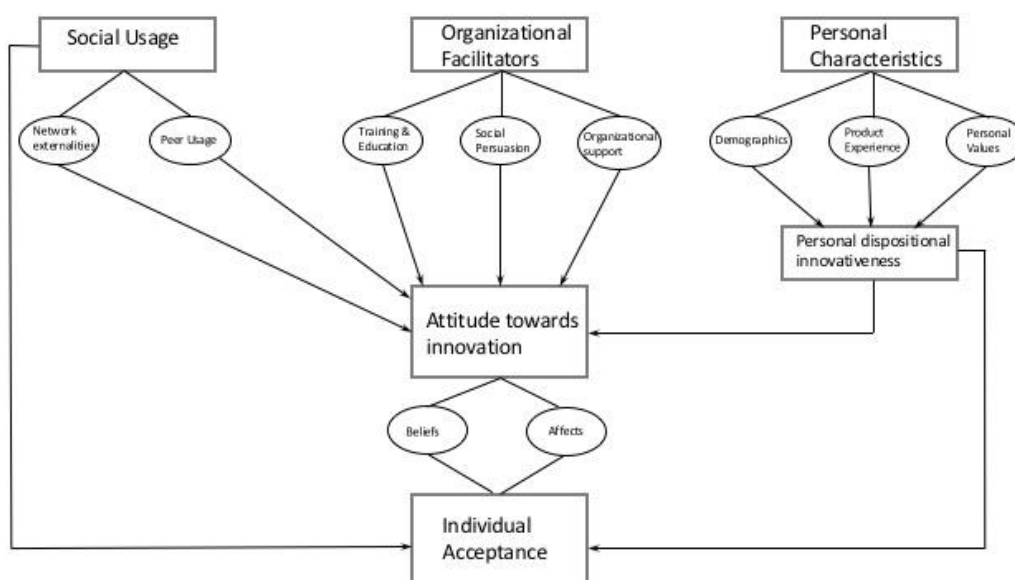 Social Usage
Organizational
Facilitators
Personal
Characteristics
Network
externalities
Peer Usage
Training &
Education
Social
Persuasion
Organizational
support
Demographics
Product
Experience
Personal
Values
Personal dispositional
innovativeness
Attitude towards
innovation
Beliefs
Affects
Individual
Acceptance